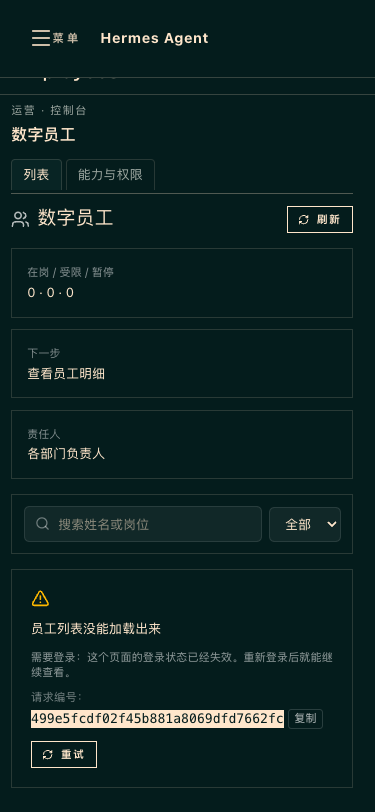 菜单 Hermes Agent
运营 · 控制台
数字员工
列表 能力与权限
数字员工 刷新
在岗 / 受限 / 暂停
0 · 0 · 0
下一步
查看员工明细
责任人
各部门负责人
搜索姓名或岗位 全部
员工列表没能加载出来
需要登录：这个页面的登录状态已经失效。重新登录后就能继
续查看。
请求编号：
499e5fcdf02f45b881a8069dfd7662fc 复制
重试